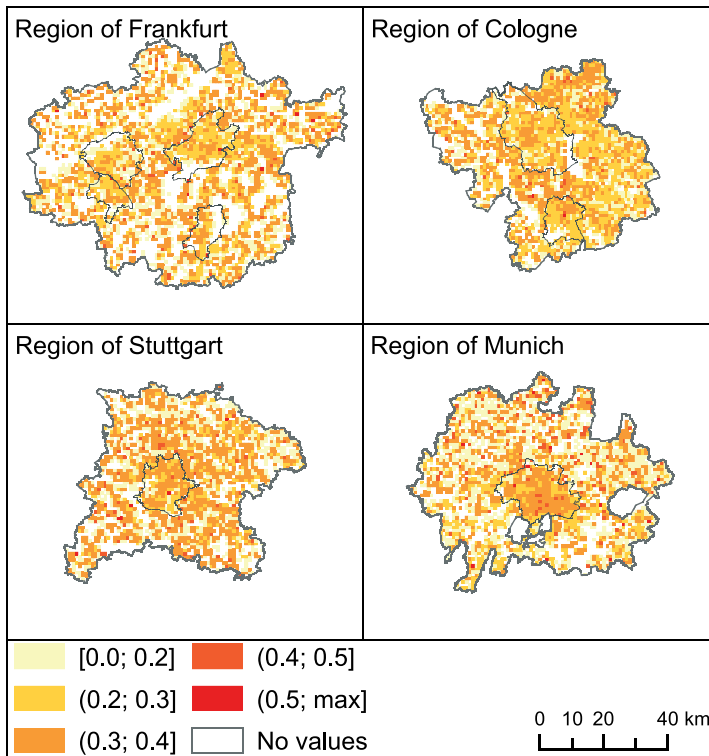 Region of Frankfurt
Region of Cologne
Region of Stuttgart
Region of Munich
[0.0; 0.2]
(0.4; 0.5]
(0.2; 0.3]
(0.5; max]
(0.3; 0.4]
No values
0 10 20 40 km